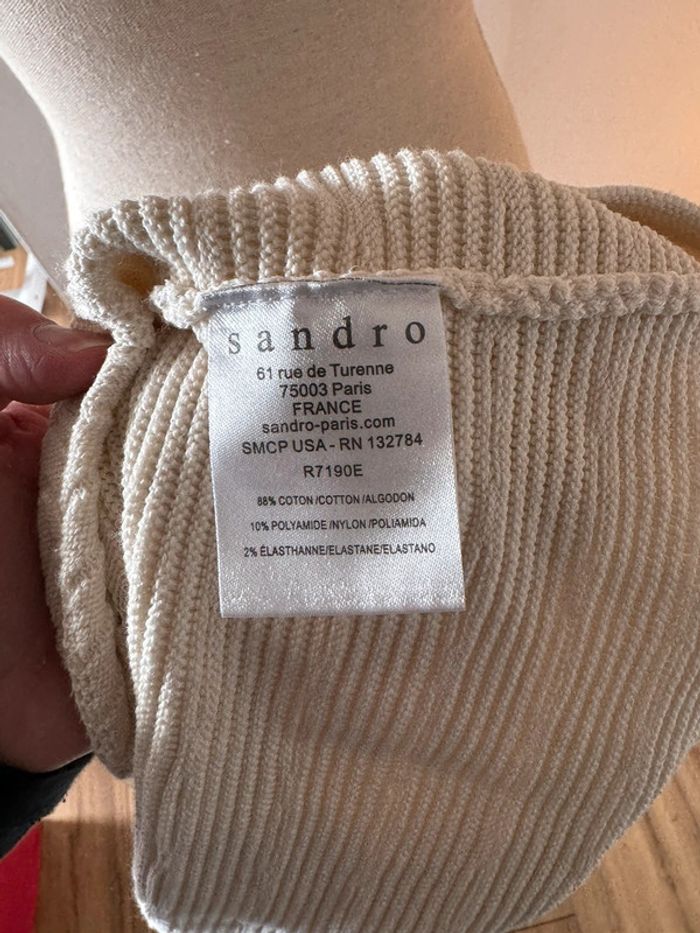 sandro
61 rue de Turenne
75003 Paris
FRANCE
sandro-paris.com
SMCP USA - RN 132784
R7190E
88% COTON /COTTON /ALGODON
10% POLYAMIDE /NYLON /POLIAMIDA
2% ÉLASTHANNE/ELASTANE/ELASTANO